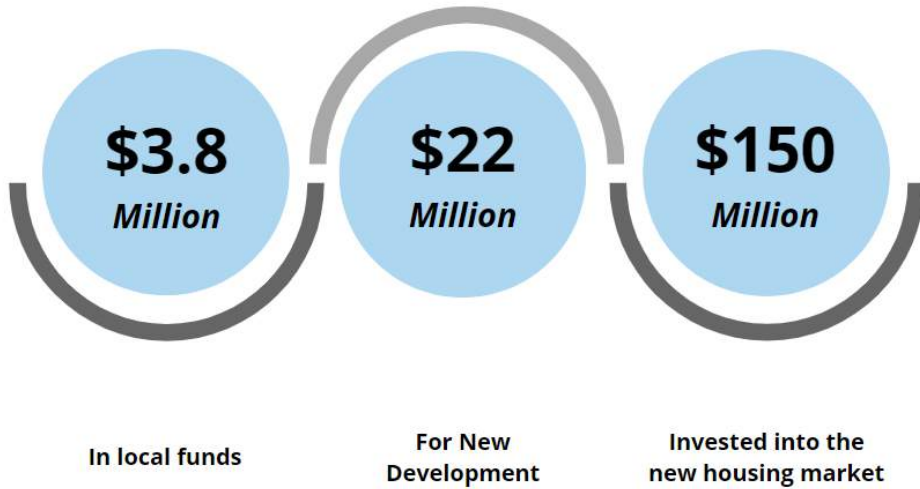 $3.8
Million
$22
Million
$150
Million
In local funds
For New
Development
Invested into the
new housing market